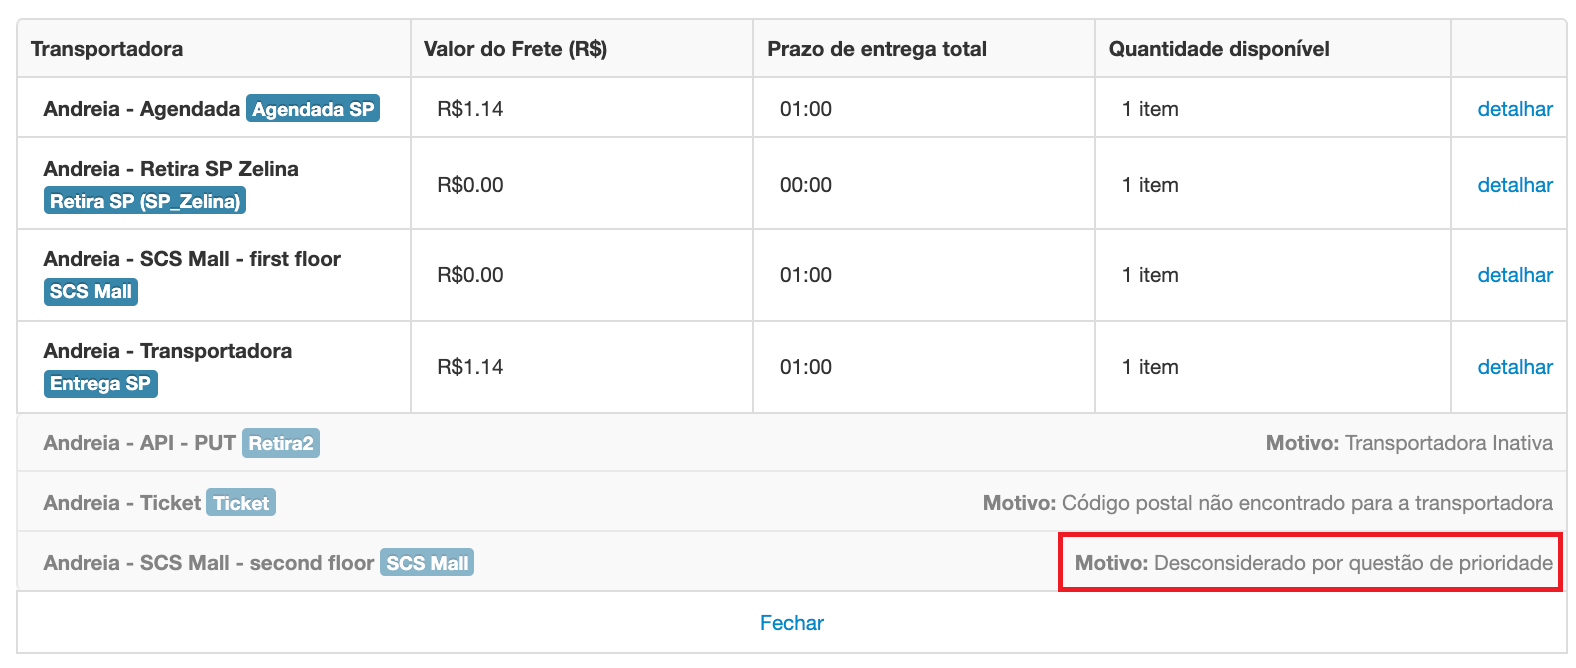 Transportadora Valor do Frete (R$) Prazo de entrega total Quantidade disponível
Andreia - Agendada Agendada SP R$1.14 01:00 1 item detalhar
Andreia - Retira SP Zelina
Retira SP (SP_Zelina) R$0.00 00:00 1 item detalhar
Andreia - SCS Mall - first floor
SCS Mall R$0.00 01:00 1 item detalhar
Andreia - Transportadora
Entrega SP R$1.14 01:00 1 item detalhar
Andreia - API - PUT Retira2 Motivo: Transportadora Inativa
Andreia - Ticket Ticket Motivo: Código postal não encontrado para a transportadora
Andreia - SCS Mall - second floor SCS Mall Motivo: Desconsiderado por questão de prioridade
Fechar